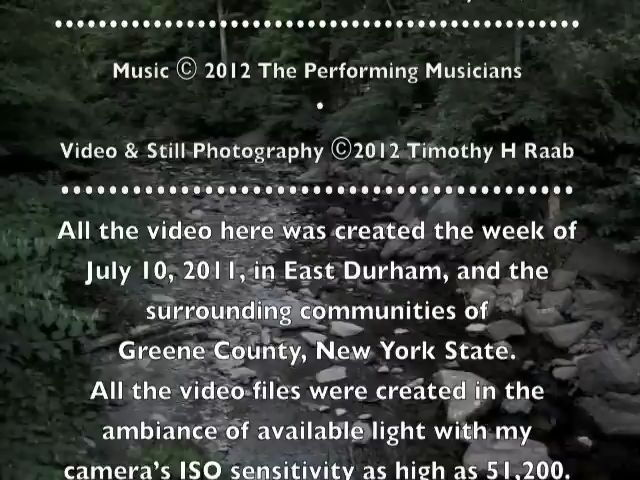 Music © 2012 The Performing Musicians
•
Video & Still Photography ©2012 Timothy H Raab
All the video here was created the week of
July 10, 2011, in East Durham, and the
surrounding communities of
Greene County, New York State.
All the video files were created in the
ambiance of available light with my
camera's ISO sensitivity as high as 51,200.